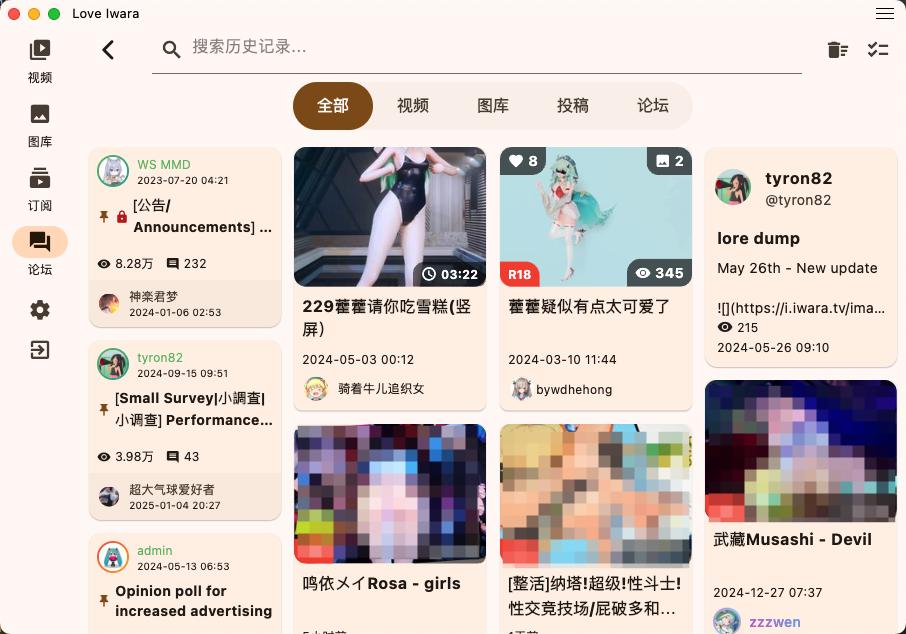 Love Iwara
搜索历史记录...
视频
图库
订阅
论坛
全部
视频
图库
投稿
论坛
WS MMD
2023-07-20 04:21
[公告/
Announcements] ...
8.28万
232
神楽君梦
2024-01-06 02:53
tyron82
2024-09-15 09:51
[Small Survey|小调查|
小调查] Performance...
3.98万
43
超大气球爱好者
2025-01-04 20:27
admin
2024-05-13 06:53
Opinion poll for
increased advertising
03:22
229藿藿请你吃雪糕(竖
屏）
2024-05-03 00:12
骑着牛儿追织女
鸣依メイRosa - girls
8
2
R18
345
藿藿疑似有点太可爱了
2024-03-10 11:44
bywdhehong
[整活]纳塔!超级!性斗士!
性交竞技场/屁破多和...
tyron82
@tyron82
lore dump
May 26th - New update
![](https://i.iwara.tv/ima...
215
2024-05-26 09:10
武藏Musashi - Devil
2024-12-27 07:37
zzzwen